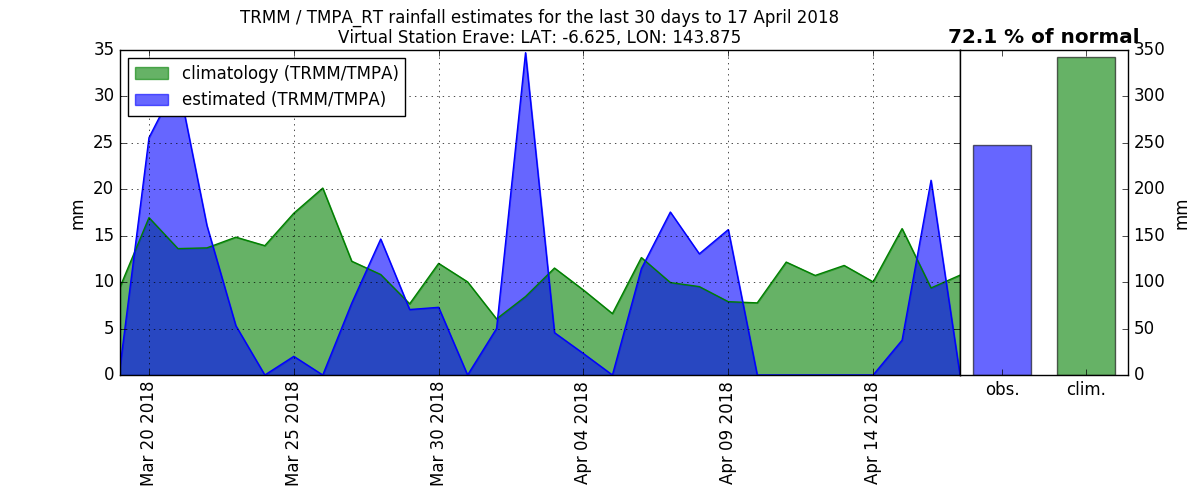 TRMM / TMPA_RT rainfall estimates for the last 30 days to 17 April 2018
Virtual Station Erave: LAT: -6.625, LON: 143.875
72.1 % of normal
climatology (TRMM/TMPA)
estimated (TRMM/TMPA)
35
30
25
20
15
10
5
0
mm
Mar 20 2018
Mar 25 2018
Mar 30 2018
Apr 04 2018
Apr 09 2018
Apr 14 2018
obs.
clim.
350
300
250
200
150
100
50
0
mm